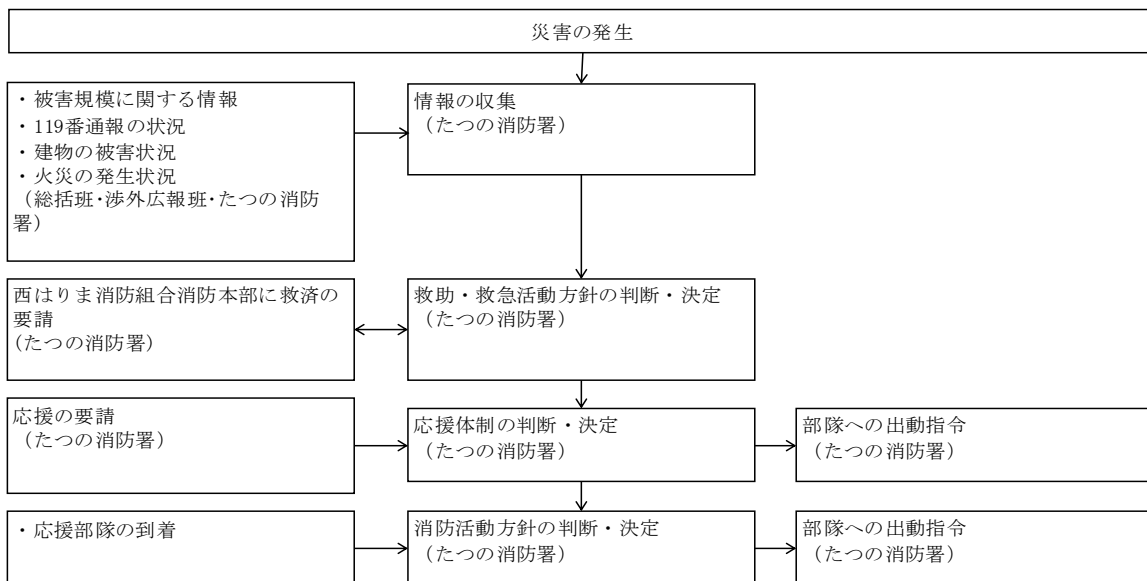 災害の発生
・被害規模に関する情報
・119番通報の状況
・建物の被害状況
・火災の発生状況
（総括班・渉外広報班・たつの消防
署）
情報の収集
（たつの消防署）
西はりま消防組合消防本部に救済の
要請
(たつの消防署）
救助・救急活動方針の判断・決定
（たつの消防署）
応援の要請
（たつの消防署）
応援体制の判断・決定
（たつの消防署）
部隊への出動指令
（たつの消防署）
・応援部隊の到着
消防活動方針の判断・決定
（たつの消防署）
部隊への出動指令
（たつの消防署）